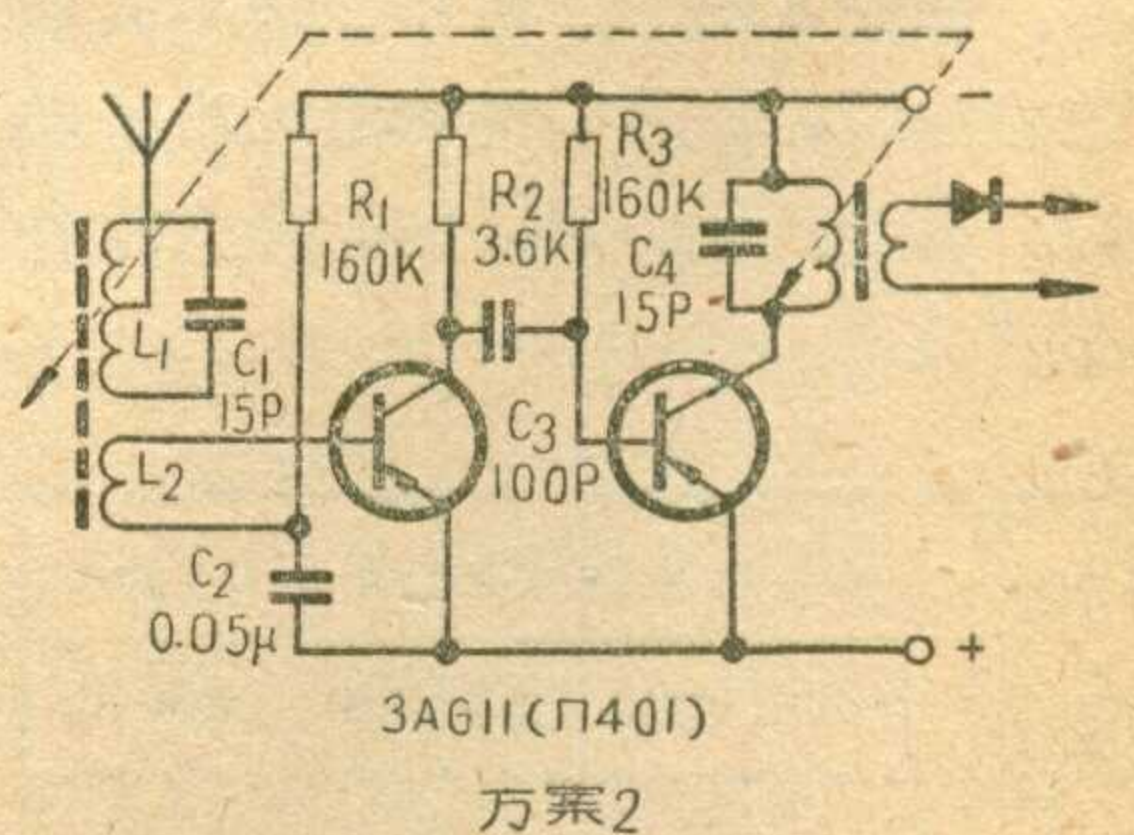 −
R₁
160K
R₂
3.6K
R₃
160K
C₄
15P
L₁
C₁
15P
L₂
C₃
100P
C₂
0.05μ
+
3AG11(П401)
方案2